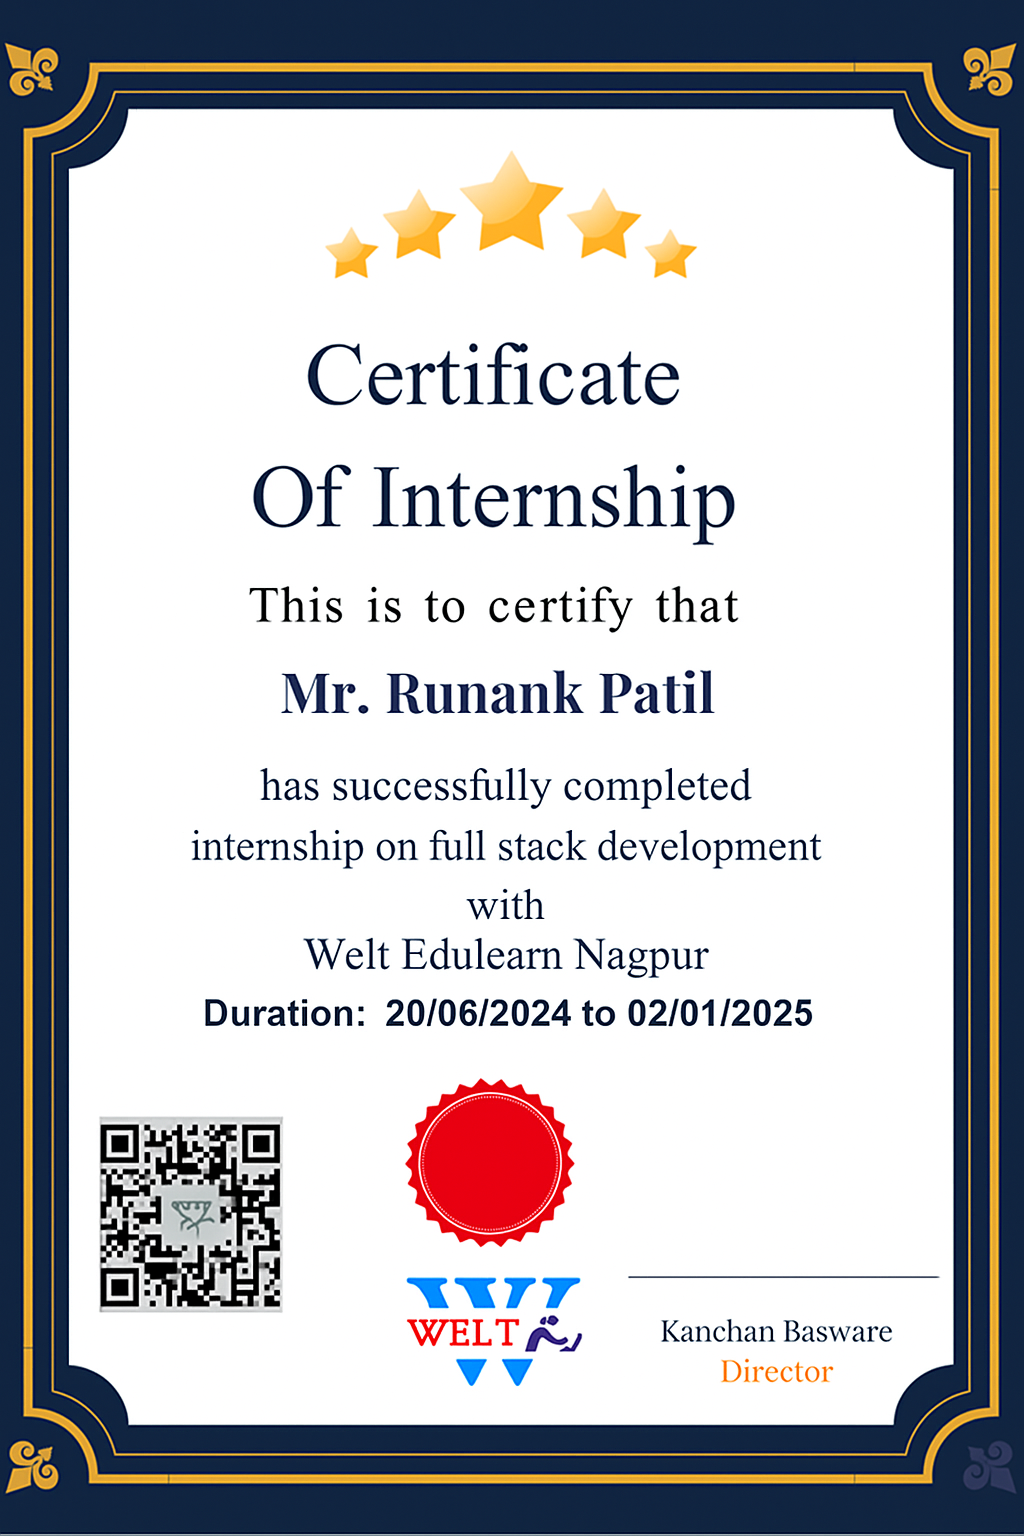 Certificate
Of Internship
This is to certify that
Mr. Runank Patil
has successfully completed
internship on full stack development
with
Welt Edulearn Nagpur
Duration: 20/06/2024 to 02/01/2025
WELT
Kanchan Basware
Director